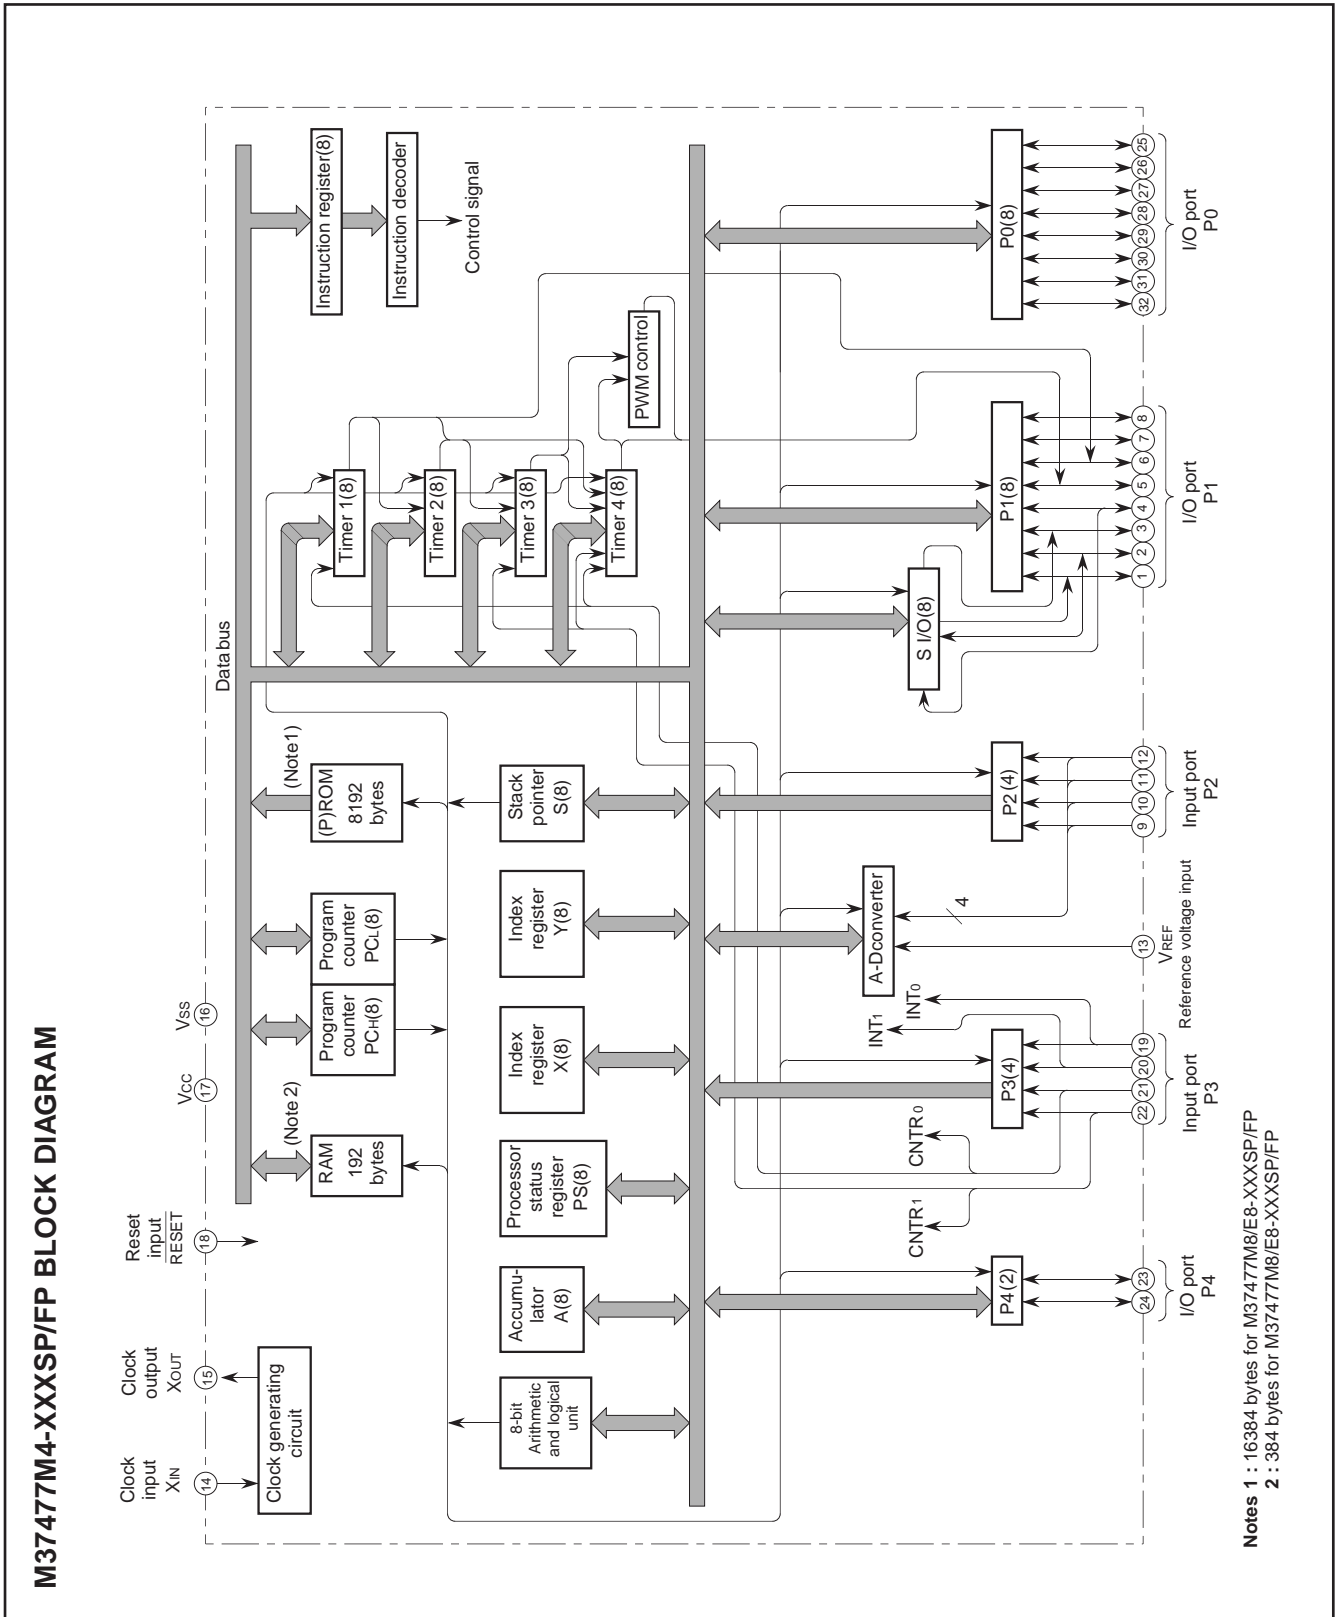 M37477M4-XXXSP/FP BLOCK DIAGRAM
Clock
input
XIN
14
Clock
output
XOUT
15
Reset
input
RESET
18
VCC
17
VSS
16
Data bus
Clock generating
circuit
RAM
192
bytes
(Note 2)
Program
counter
PCH(8)
Program
counter
PCL(8)
(P)ROM
8192
bytes
(Note1)
Instruction register(8)
Instruction decoder
Control signal
8-bit
Arithmetic
and logical
unit
Accumu-
lator
A(8)
Processor
status
register
PS(8)
Index
register
X(8)
Index
register
Y(8)
Stack
pointer
S(8)
Timer 1(8)
Timer 2(8)
Timer 3(8)
Timer 4(8)
PWM control
CNTR 1
CNTR 0
INT1
INT0
A-Dconverter
4
S I/O(8)
P4(2)
P3(4)
P2(4)
P1(8)
P0(8)
24 23
I/O port
P4
22 21 20 19
Input port
P3
13
VREF
Reference voltage input
9 10 11 12
Input port
P2
1 2 3 4 5 6 7 8
I/O port
P1
32 31 30 29 28 27 26 25
I/O port
P0
Notes 1 : 16384 bytes for M37477M8/E8-XXXSP/FP
2 : 384 bytes for M37477M8/E8-XXXSP/FP